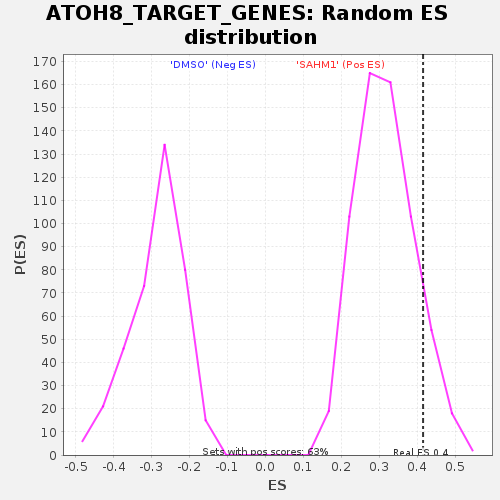 ATOH8_TARGET_GENES: Random ES
distribution
'DMSO' (Neg ES)
'SAHM1' (Pos ES)
P(ES)
170
160
150
140
130
120
110
100
90
80
70
60
50
40
30
20
10
0
Sets with pos scores: 63%
Real ES 0.4
-0.5 -0.4 -0.3 -0.2 -0.1 0.0 0.1 0.2 0.3 0.4 0.5
ES